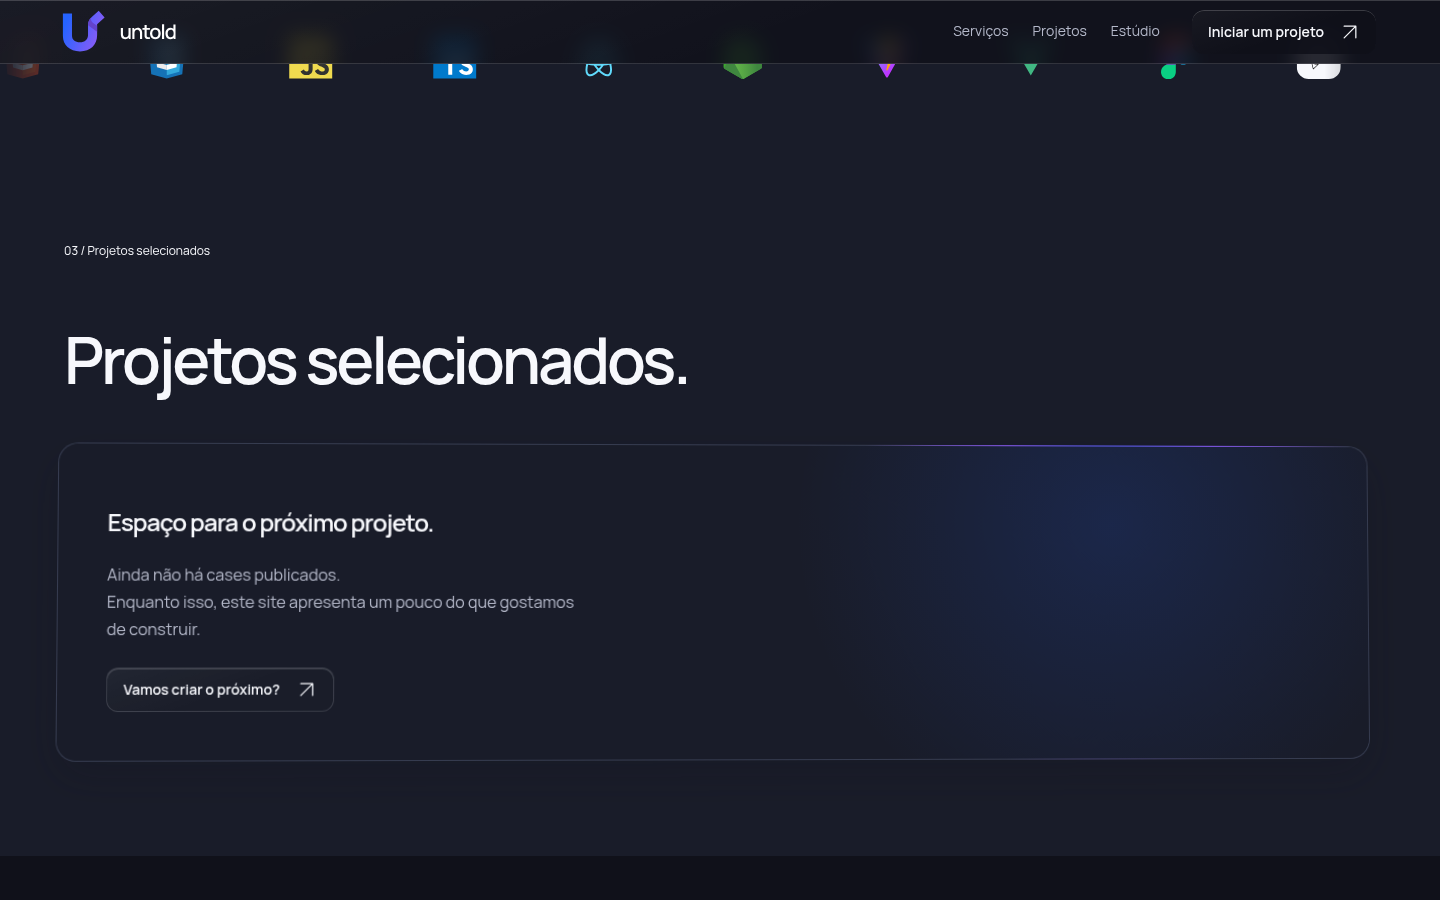 untold
Serviços
Projetos
Estúdio
Iniciar um projeto
JS
TS
03 / Projetos selecionados
Projetos selecionados.
Espaço para o próximo projeto.
Ainda não há cases publicados.
Enquanto isso, este site apresenta um pouco do que gostamos
de construir.
Vamos criar o próximo?